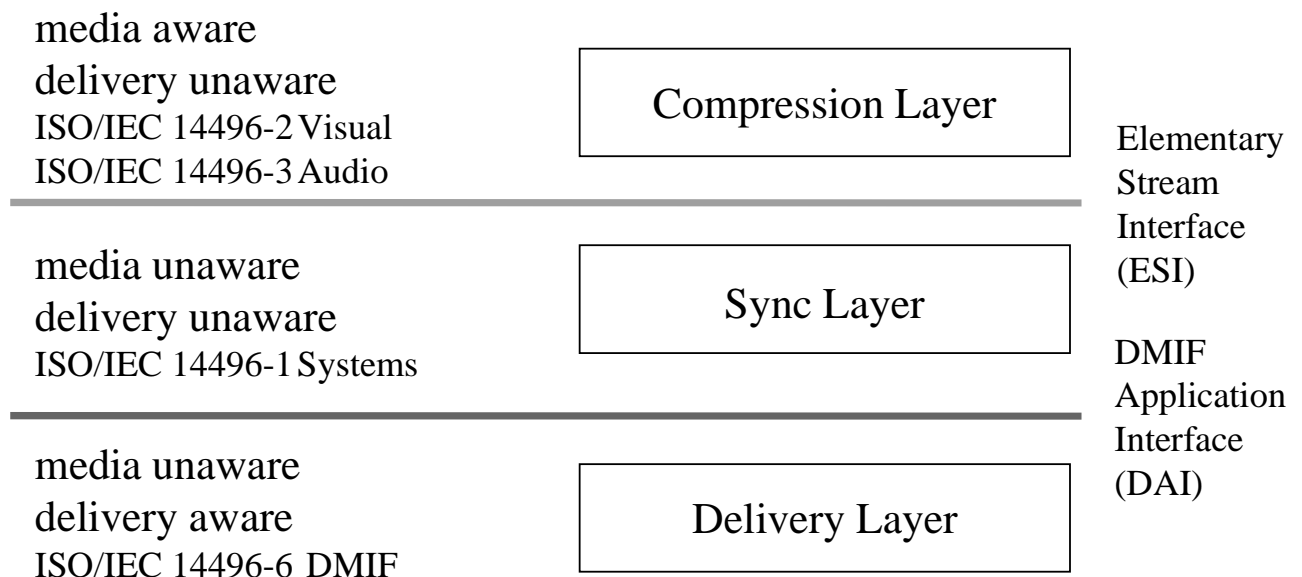 media aware
delivery unaware
ISO/IEC 14496-2 Visual
ISO/IEC 14496-3 Audio
Compression Layer
Elementary
Stream
Interface
(ESI)
media unaware
delivery unaware
ISO/IEC 14496-1 Systems
Sync Layer
DMIF
Application
Interface
(DAI)
media unaware
delivery aware
ISO/IEC 14496-6 DMIF
Delivery Layer